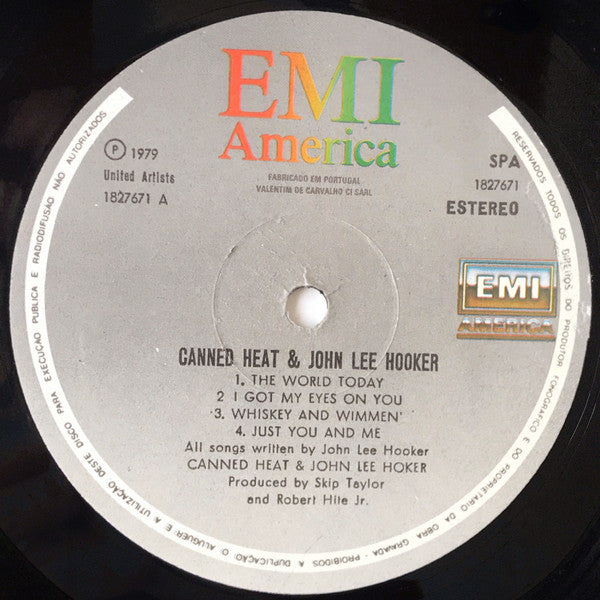 EMI
America
FABRICADO EM PORTUGAL
VALENTIM DE CARVALHO CI SARL
Ⓟ 1979
United Artists
1827671 A
SPA
1827671
ESTEREO
EMI
AMERICA
CANNED HEAT & JOHN LEE HOOKER
1. THE WORLD TODAY
2 I GOT MY EYES ON YOU
3. WHISKEY AND WIMMEN'
4. JUST YOU AND ME
All songs written by John Lee Hooker
CANNED HEAT & JOHN LEE HOKER
Produced by Skip Taylor
and Robert Hite Jr.
RESERVADOS TODOS OS DIREITOS DO PRODUTOR FONOGRAFICO E DO PROPRIETARIO DA OBRA GRAVADA - PROIBIDOS A DUPLICAÇÃO O ALUGUER E A UTILIZAÇÃO DESTE DISCO PARA EXECUÇÃO PUBLICA E RADIODIFUSÃO NÃO AUTORIZADOS